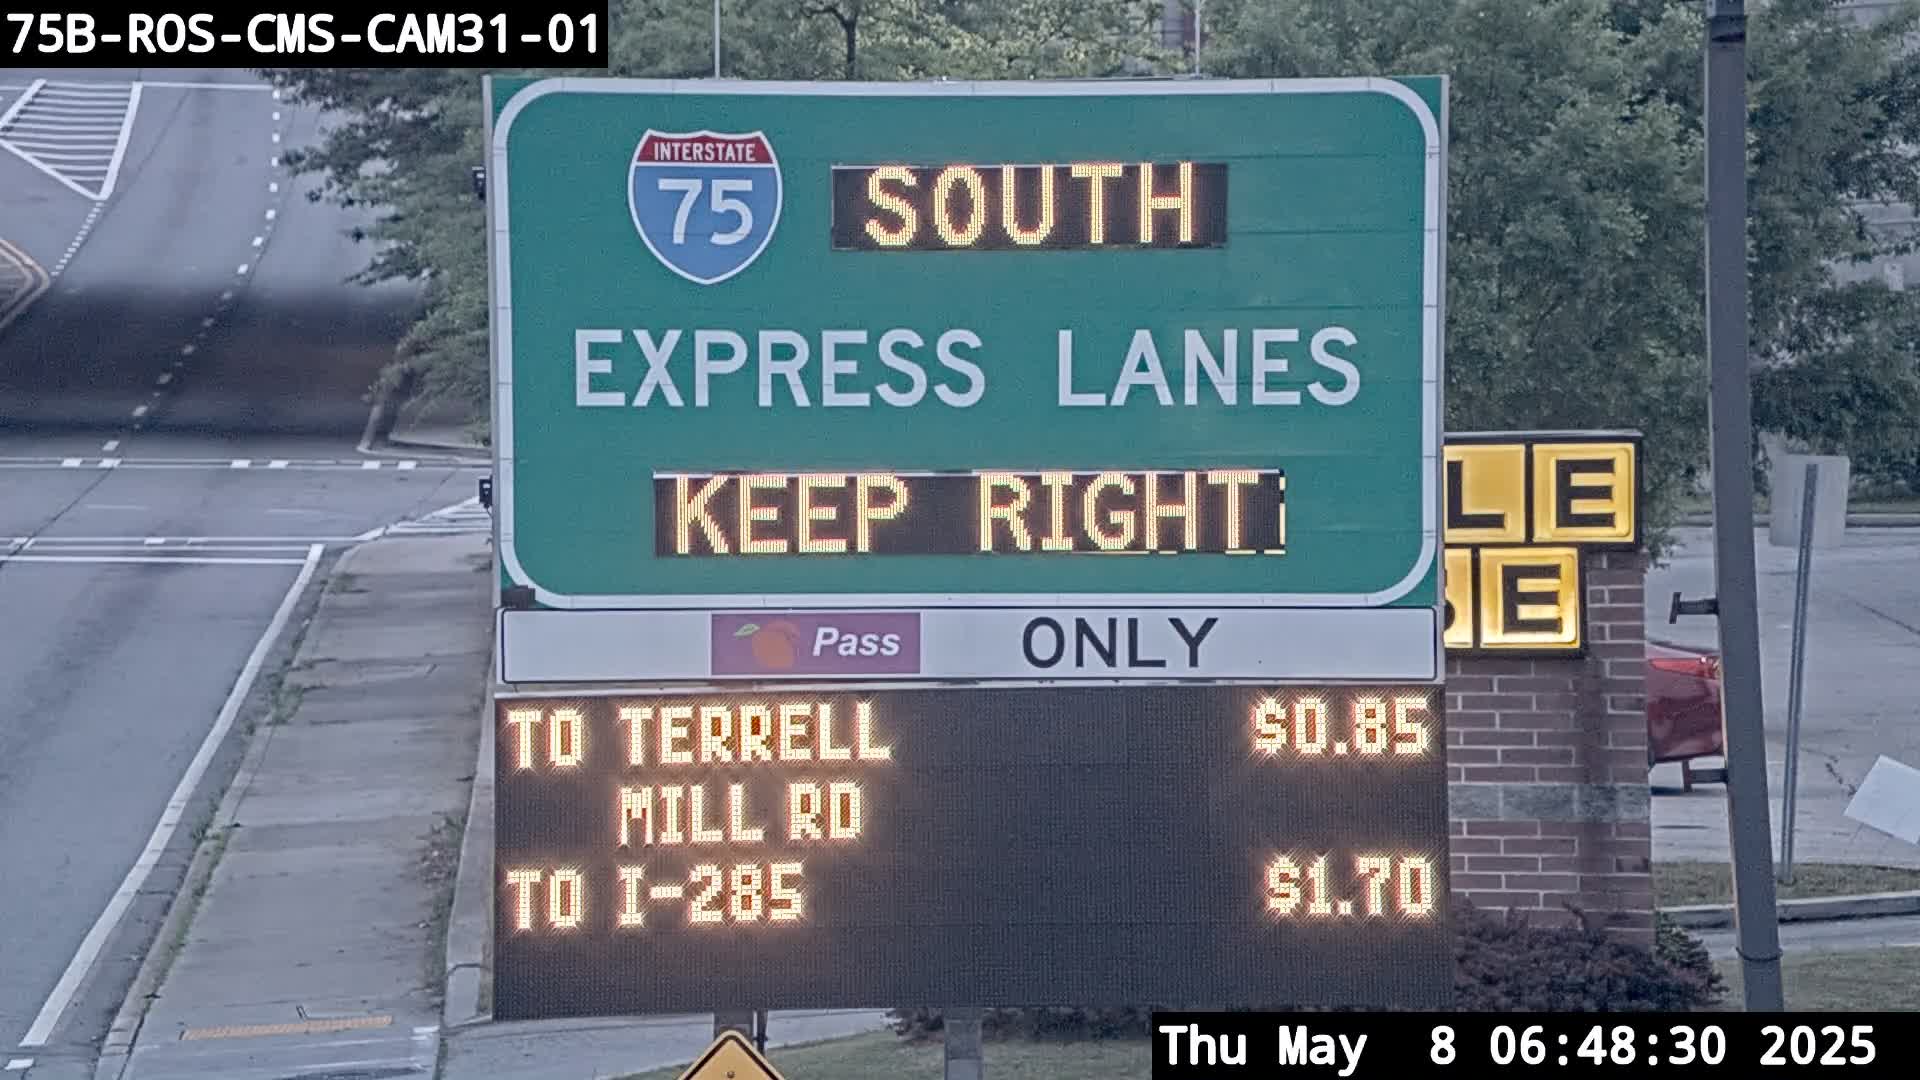 75B-ROS-CMS-CAM31-01
INTERSTATE
75
SOUTH
EXPRESS LANES
KEEP RIGHT
Pass ONLY
TO TERRELL $0.85
MILL RD
TO I-285 $1.70
LE
E
Thu May 8 06:48:30 2025